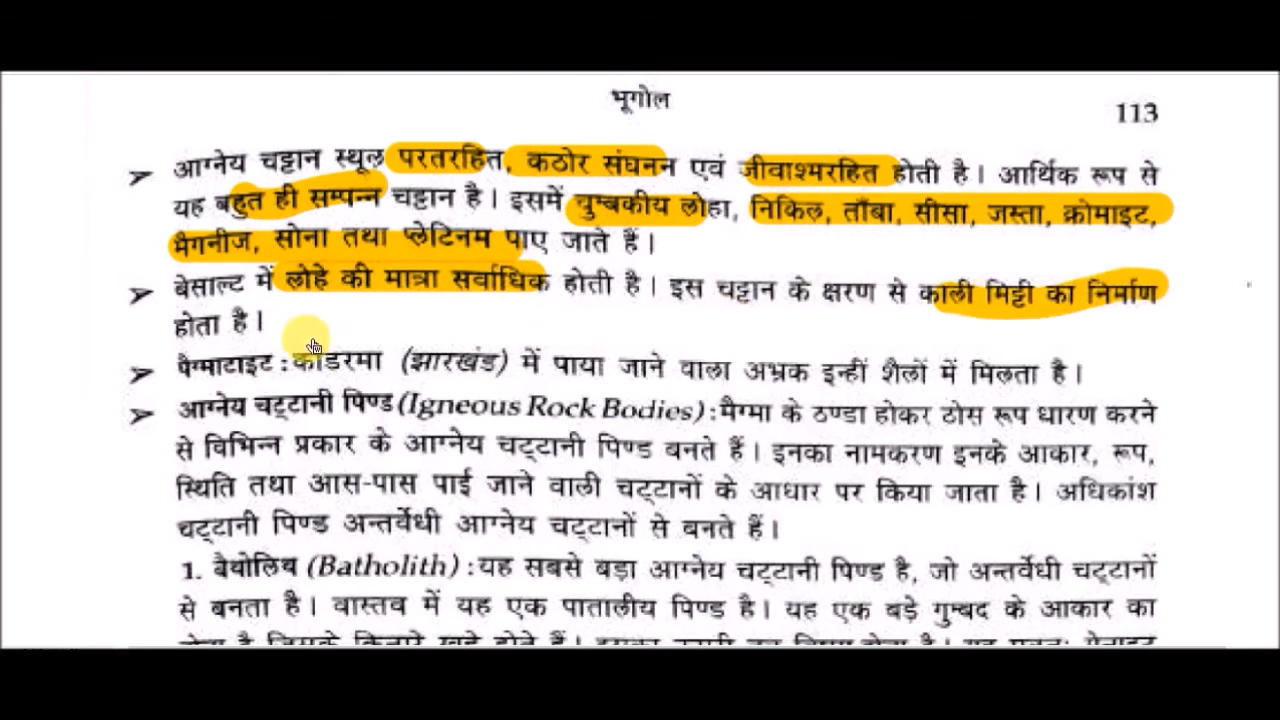 भूगोल
113
➢ आग्नेय चट्टान स्थूल परतरहित, कठोर संघनन एवं जीवाश्मरहित होती है। आर्थिक रूप से
यह बहुत ही सम्पन्न चट्टान है। इसमें चुम्बकीय लोहा, निकिल, ताँबा, सीसा, जस्ता, क्रोमाइट,
मैगनीज, सोना तथा प्लेटिनम पाए जाते हैं।
➢ बेसाल्ट में लोहे की मात्रा सर्वाधिक होती है। इस चट्टान के क्षरण से काली मिट्टी का निर्माण
होता है।
➢ पैग्माटाइट : कोडरमा (झारखंड) में पाया जाने वाला अभ्रक इन्हीं शैलों में मिलता है।
➢ आग्नेय चट्टानी पिण्ड (Igneous Rock Bodies) : मैग्मा के ठण्डा होकर ठोस रूप धारण करने
से विभिन्न प्रकार के आग्नेय चट्टानी पिण्ड बनते हैं। इनका नामकरण इनके आकार, रूप,
स्थिति तथा आस-पास पाई जाने वाली चट्टानों के आधार पर किया जाता है। अधिकांश
चट्टानी पिण्ड अन्तर्वेधी आग्नेय चट्टानों से बनते हैं।
1. बैथोलिथ (Batholith) : यह सबसे बड़ा आग्नेय चट्टानी पिण्ड है, जो अन्तर्वेधी चट्टानों
से बनता है। वास्तव में यह एक पातालीय पिण्ड है। यह एक बड़े गुम्बद के आकार का